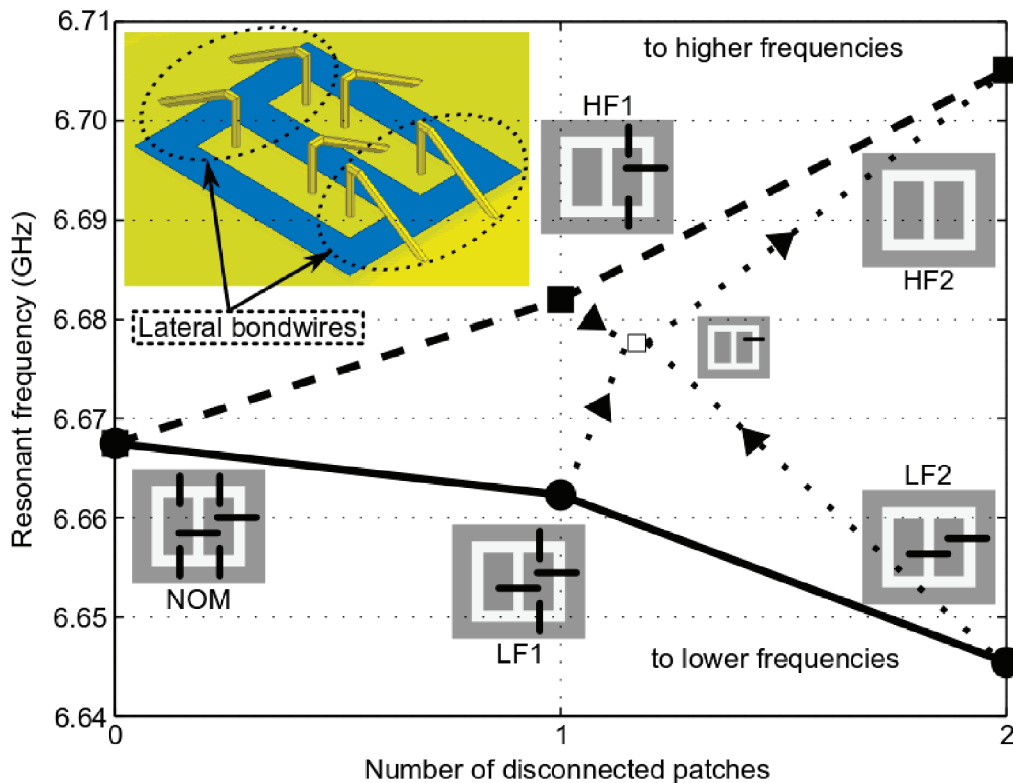 6.71
6.70
6.69
6.68
6.67
6.66
6.65
6.64
Resonant frequency (GHz)
to higher frequencies
HF1
HF2
Lateral bondwires
NOM
LF1
LF2
to lower frequencies
0
1
2
Number of disconnected patches